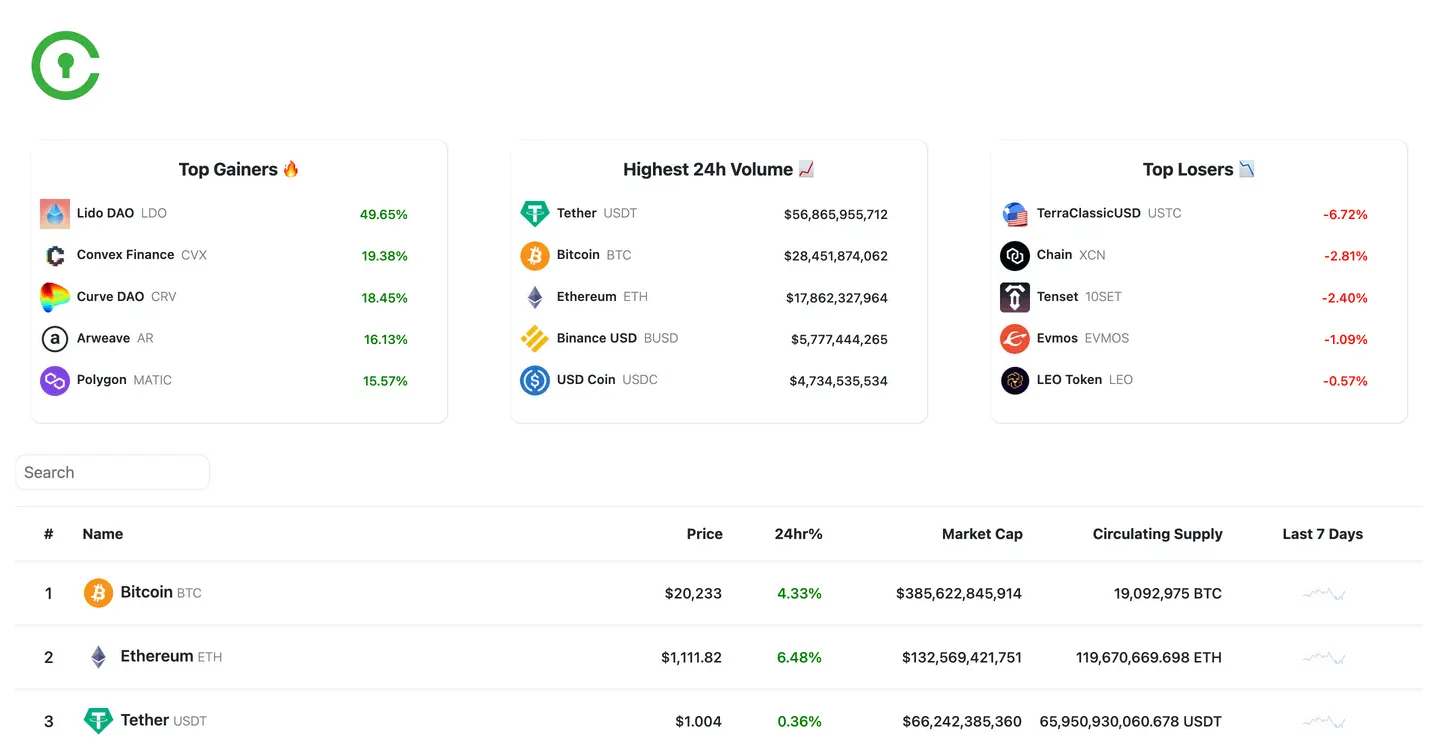 Top Gainers 🔥
Lido DAO LDO 49.65%
Convex Finance CVX 19.38%
Curve DAO CRV 18.45%
Arweave AR 16.13%
Polygon MATIC 15.57%
Highest 24h Volume 📈
Tether USDT $56,865,955,712
Bitcoin BTC $28,451,874,062
Ethereum ETH $17,862,327,964
Binance USD BUSD $5,777,444,265
USD Coin USDC $4,734,535,534
Top Losers 📉
TerraClassicUSD USTC -6.72%
Chain XCN -2.81%
Tenset 10SET -2.40%
Evmos EVMOS -1.09%
LEO Token LEO -0.57%
Search
# Name Price 24hr% Market Cap Circulating Supply Last 7 Days
1 Bitcoin BTC $20,233 4.33% $385,622,845,914 19,092,975 BTC
2 Ethereum ETH $1,111.82 6.48% $132,569,421,751 119,670,669.698 ETH
3 Tether USDT $1.004 0.36% $66,242,385,360 65,950,930,060.678 USDT